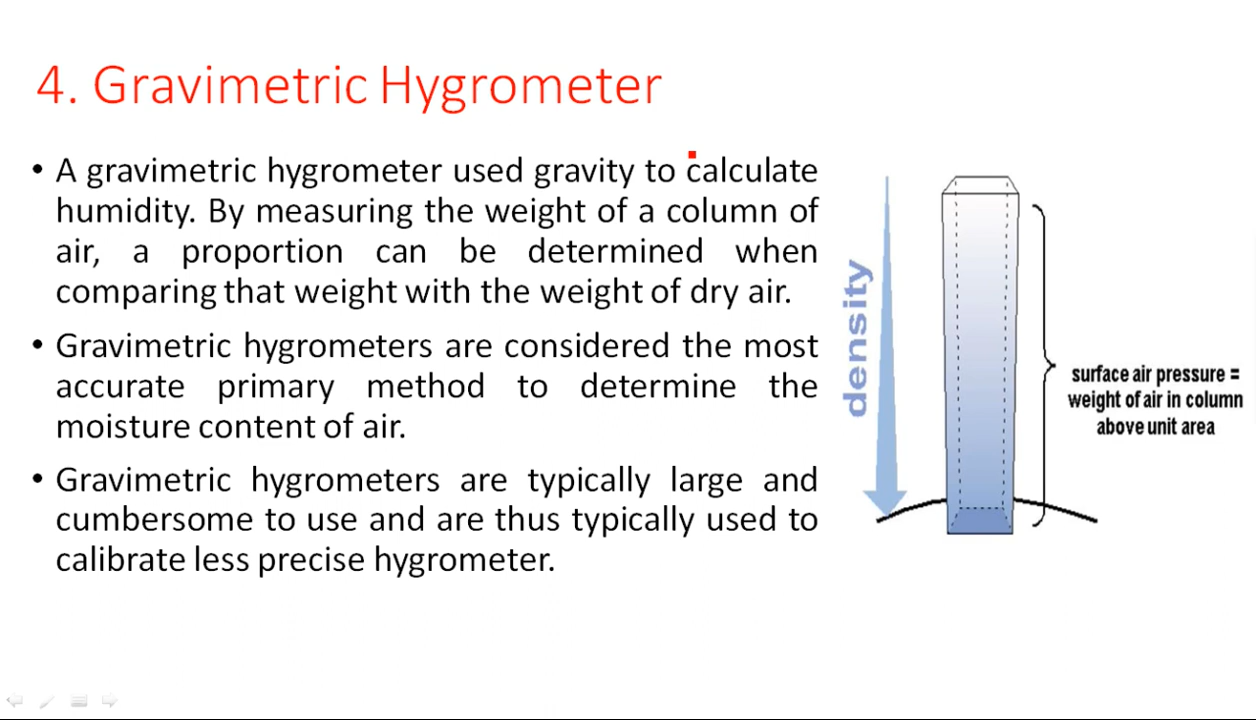 4. Gravimetric Hygrometer
• A gravimetric hygrometer used gravity to calculate
humidity. By measuring the weight of a column of
air, a proportion can be determined when
comparing that weight with the weight of dry air.
• Gravimetric hygrometers are considered the most
accurate primary method to determine the
moisture content of air.
• Gravimetric hygrometers are typically large and
cumbersome to use and are thus typically used to
calibrate less precise hygrometer.
density
surface air pressure =
weight of air in column
above unit area